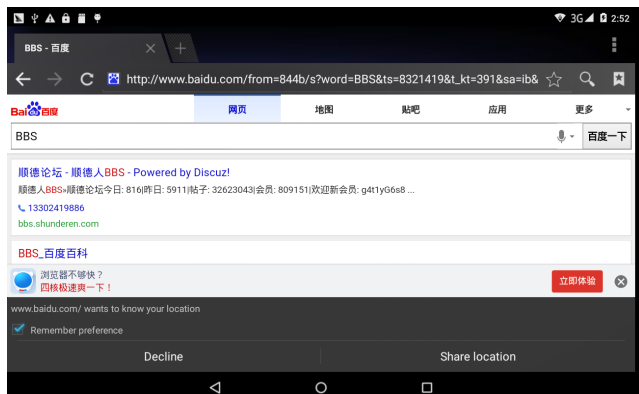 3G 2:52
BBS - 百度
http://www.baidu.com/from=844b/s?word=BBS&ts=8321419&t_kt=391&sa=ib&
Bai百度 网页 地图 贴吧 应用 更多
BBS 百度一下
顺德论坛 - 顺德人BBS - Powered by Discuz!
顺德人BBS»顺德论坛今日: 816|昨日: 5911|帖子: 32623043|会员: 809151|欢迎新会员: g4t1yG6s8 ...
13302419886
bbs.shunderen.com
BBS_百度百科
浏览器不够快？
四核极速爽一下！
立即体验
www.baidu.com/ wants to know your location
Remember preference
Decline Share location